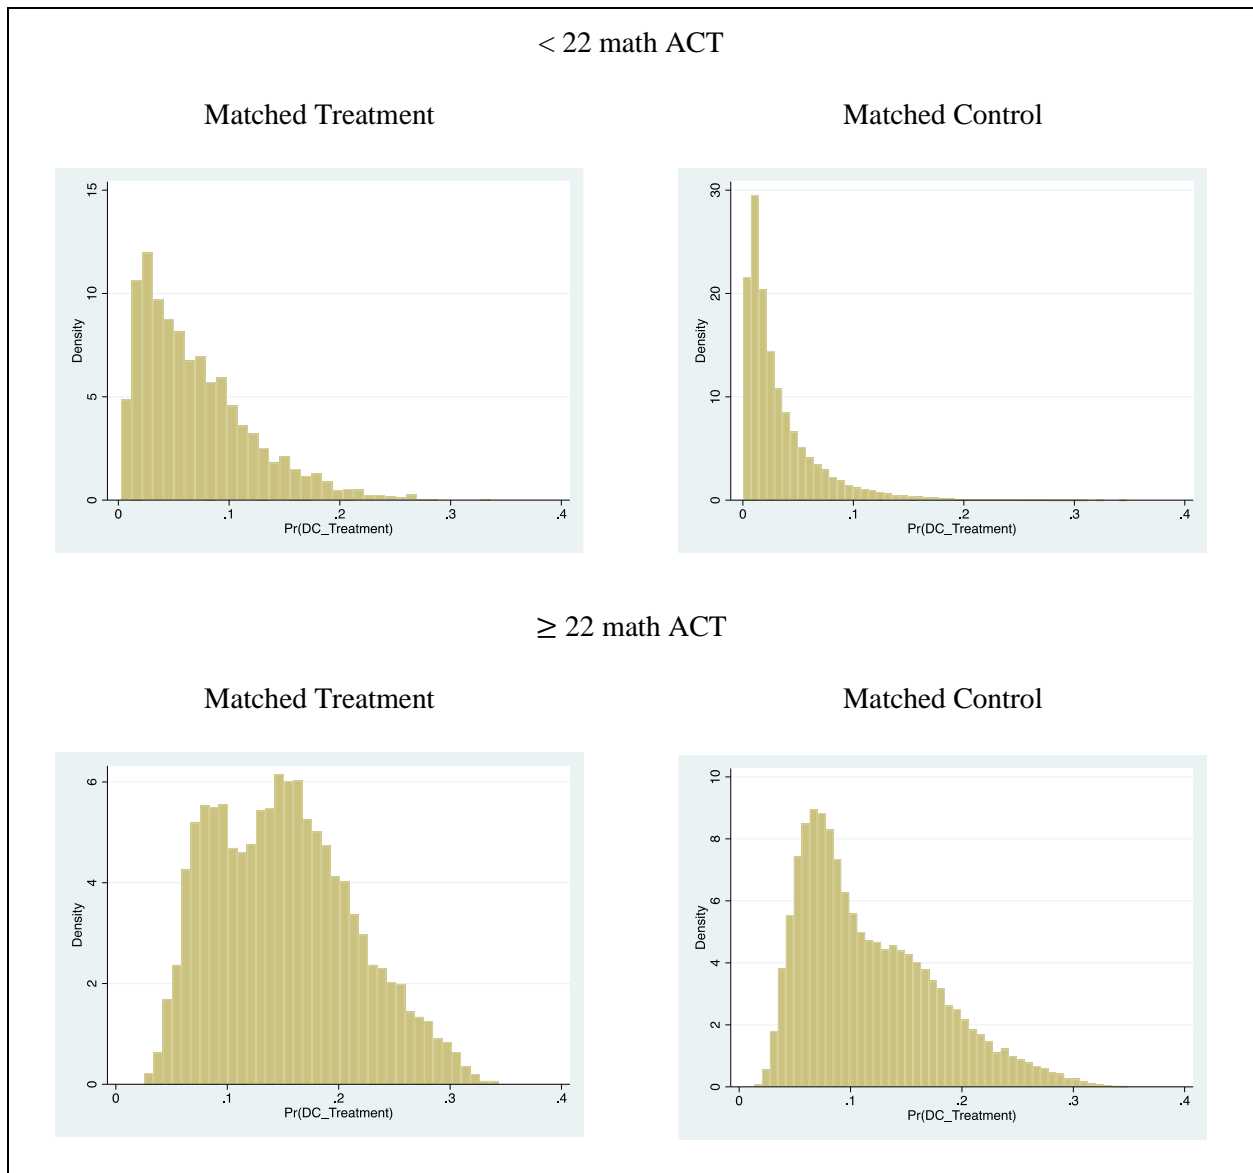 < 22 math ACT
Matched Treatment Matched Control
15
10
5
0
Density
0 .1 .2 .3 .4
Pr(DC_Treatment)
30
20
10
0
Density
0 .1 .2 .3 .4
Pr(DC_Treatment)
≥ 22 math ACT
Matched Treatment Matched Control
6
4
2
0
Density
0 .1 .2 .3 .4
Pr(DC_Treatment)
10
8
6
4
2
0
Density
0 .1 .2 .3 .4
Pr(DC_Treatment)